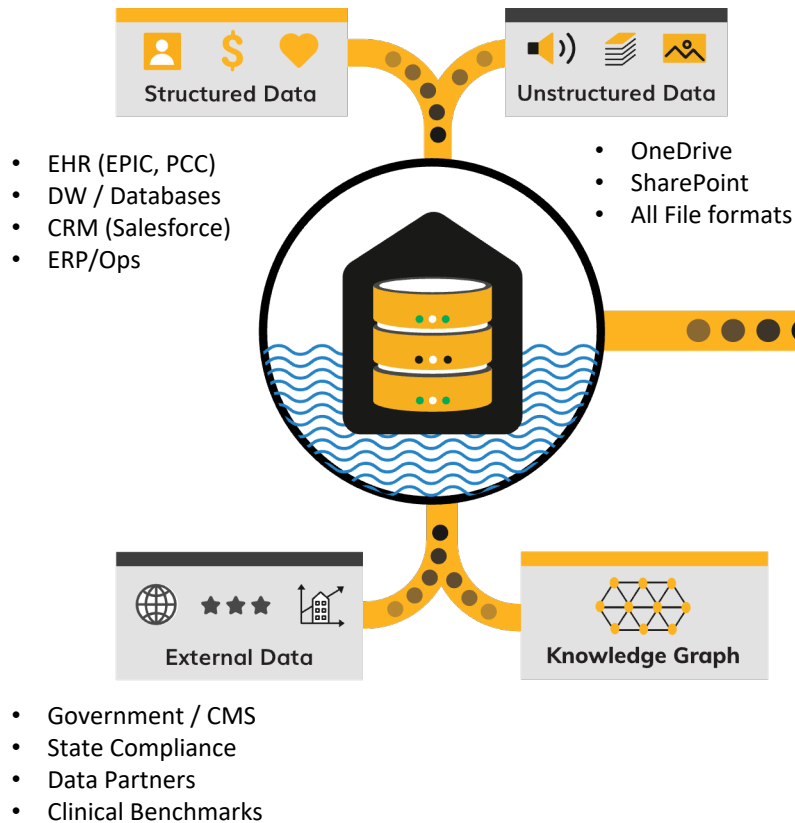 Structured Data
Unstructured Data
• EHR (EPIC, PCC)
• DW / Databases
• CRM (Salesforce)
• ERP/Ops
• OneDrive
• SharePoint
• All File formats
External Data
Knowledge Graph
• Government / CMS
• State Compliance
• Data Partners
• Clinical Benchmarks